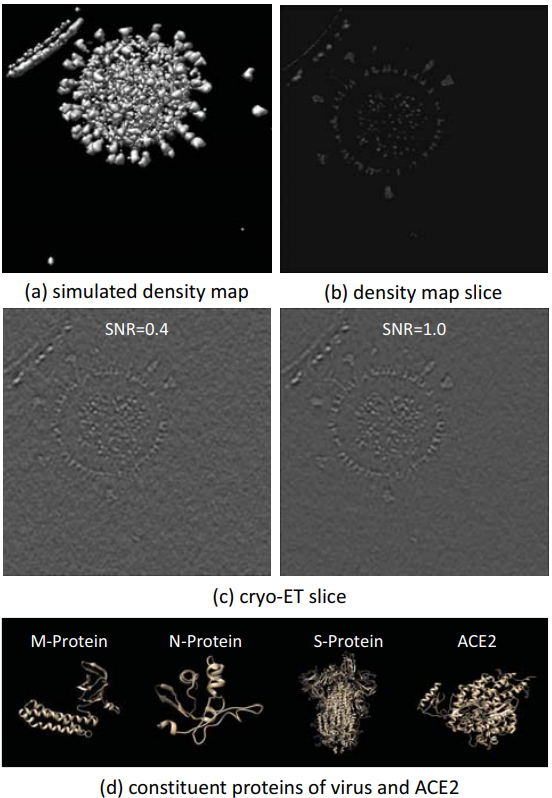 (a) simulated density map
(b) density map slice
SNR=0.4
SNR=1.0
(c) cryo-ET slice
M-Protein
N-Protein
S-Protein
ACE2
(d) constituent proteins of virus and ACE2